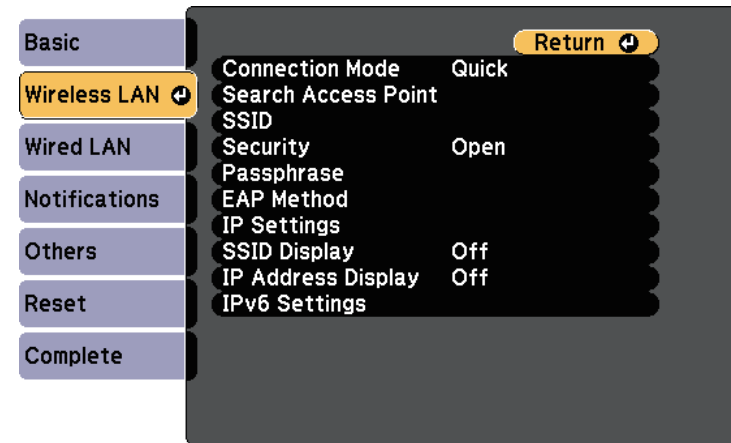 Basic
Wireless LAN
Wired LAN
Notifications
Others
Reset
Complete
Return
Connection Mode Quick
Search Access Point
SSID
Security Open
Passphrase
EAP Method
IP Settings
SSID Display Off
IP Address Display Off
IPv6 Settings